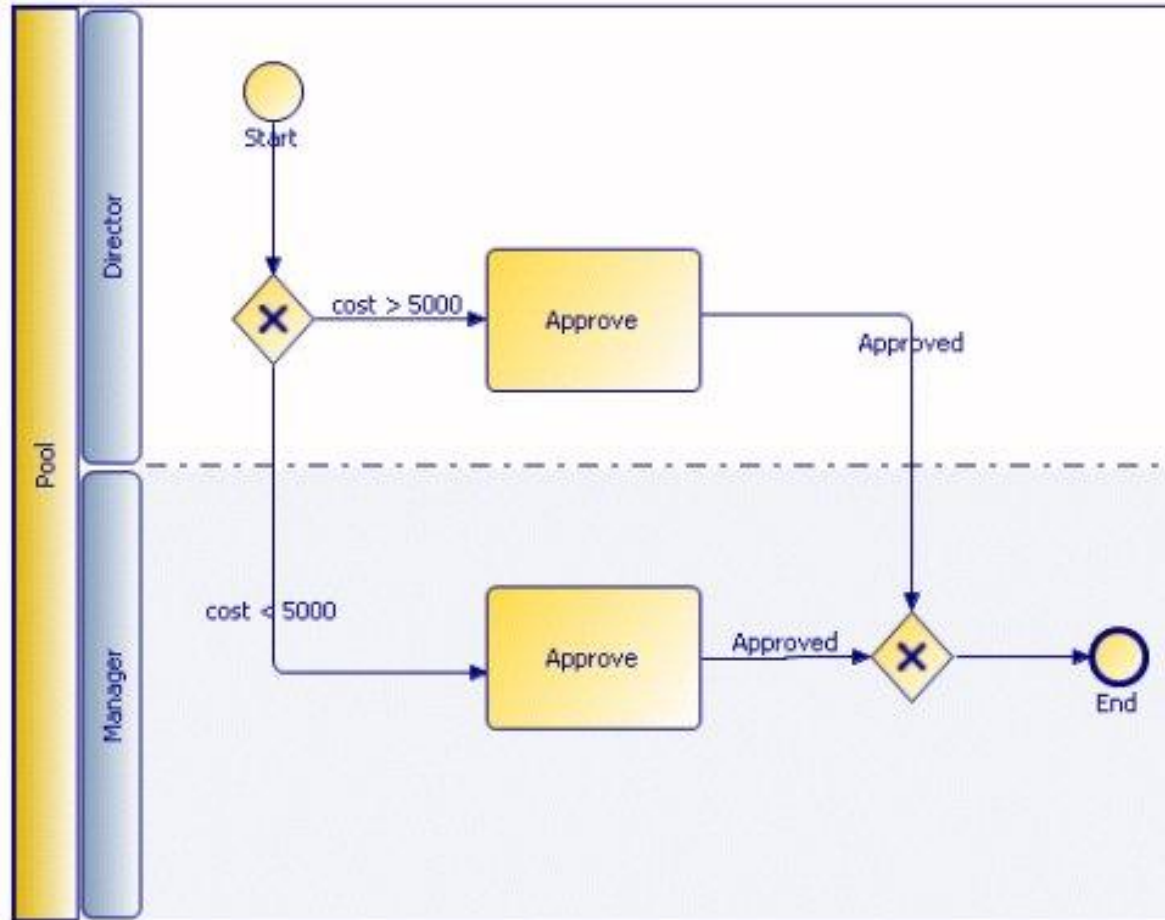 Pool
Director
Start
cost > 5000
Approve
Approved
Manager
cost < 5000
Approve
Approved
End